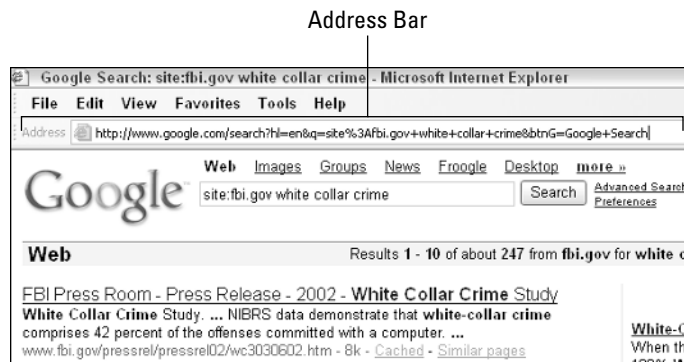 Address Bar
Google Search: site:fbi.gov white collar crime - Microsoft Internet Explorer
File Edit View Favorites Tools Help
Address http://www.google.com/search?hl=en&q=site%3Afbi.gov+white+collar+crime&btnG=Google+Search
Google
Web Images Groups News Froogle Desktop more »
site:fbi.gov white collar crime Search Advanced Search
Preferences
Web Results 1 - 10 of about 247 from fbi.gov for white c
FBI Press Room - Press Release - 2002 - White Collar Crime Study
White Collar Crime Study. ... NIBRS data demonstrate that white-collar crime
comprises 42 percent of the offenses committed with a computer. ...
www.fbi.gov/pressrel/pressrel02/wc3030602.htm - 8k - Cached - Similar pages
White-C
When th